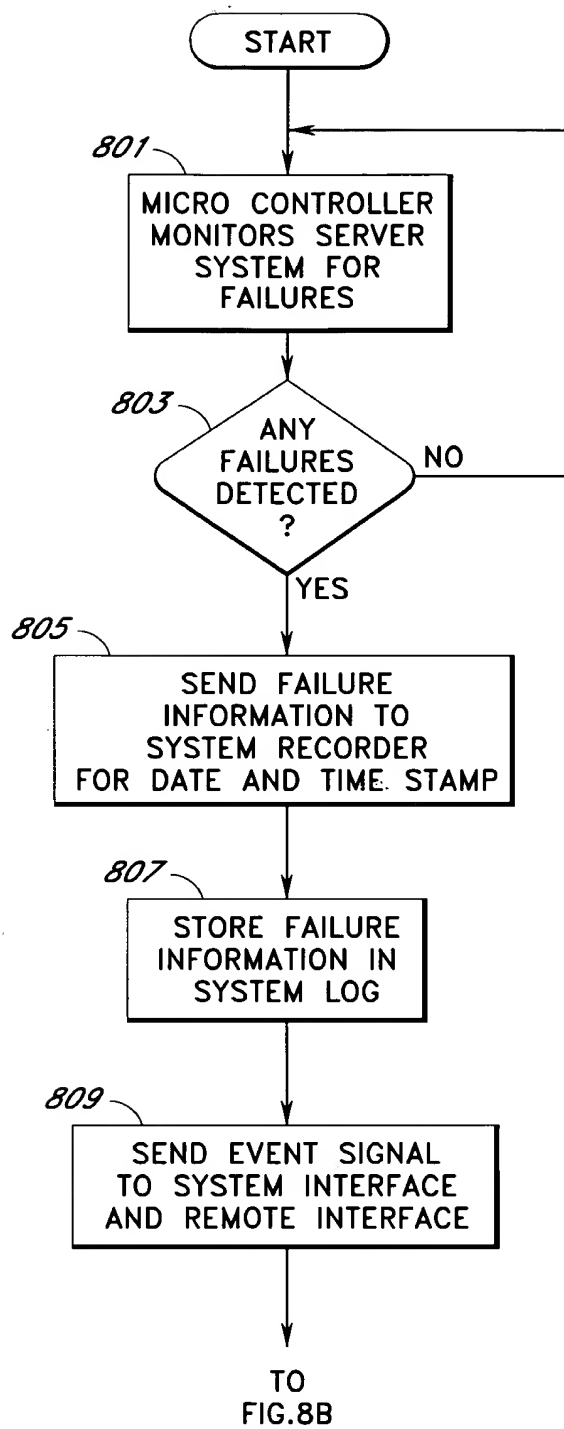 START
801
MICRO CONTROLLER
MONITORS SERVER
SYSTEM FOR
FAILURES
803
ANY
FAILURES
DETECTED
?
NO
YES
805
SEND FAILURE
INFORMATION TO
SYSTEM RECORDER
FOR DATE AND TIME STAMP
807
STORE FAILURE
INFORMATION IN
SYSTEM LOG
809
SEND EVENT SIGNAL
TO SYSTEM INTERFACE
AND REMOTE INTERFACE
TO
FIG.8B